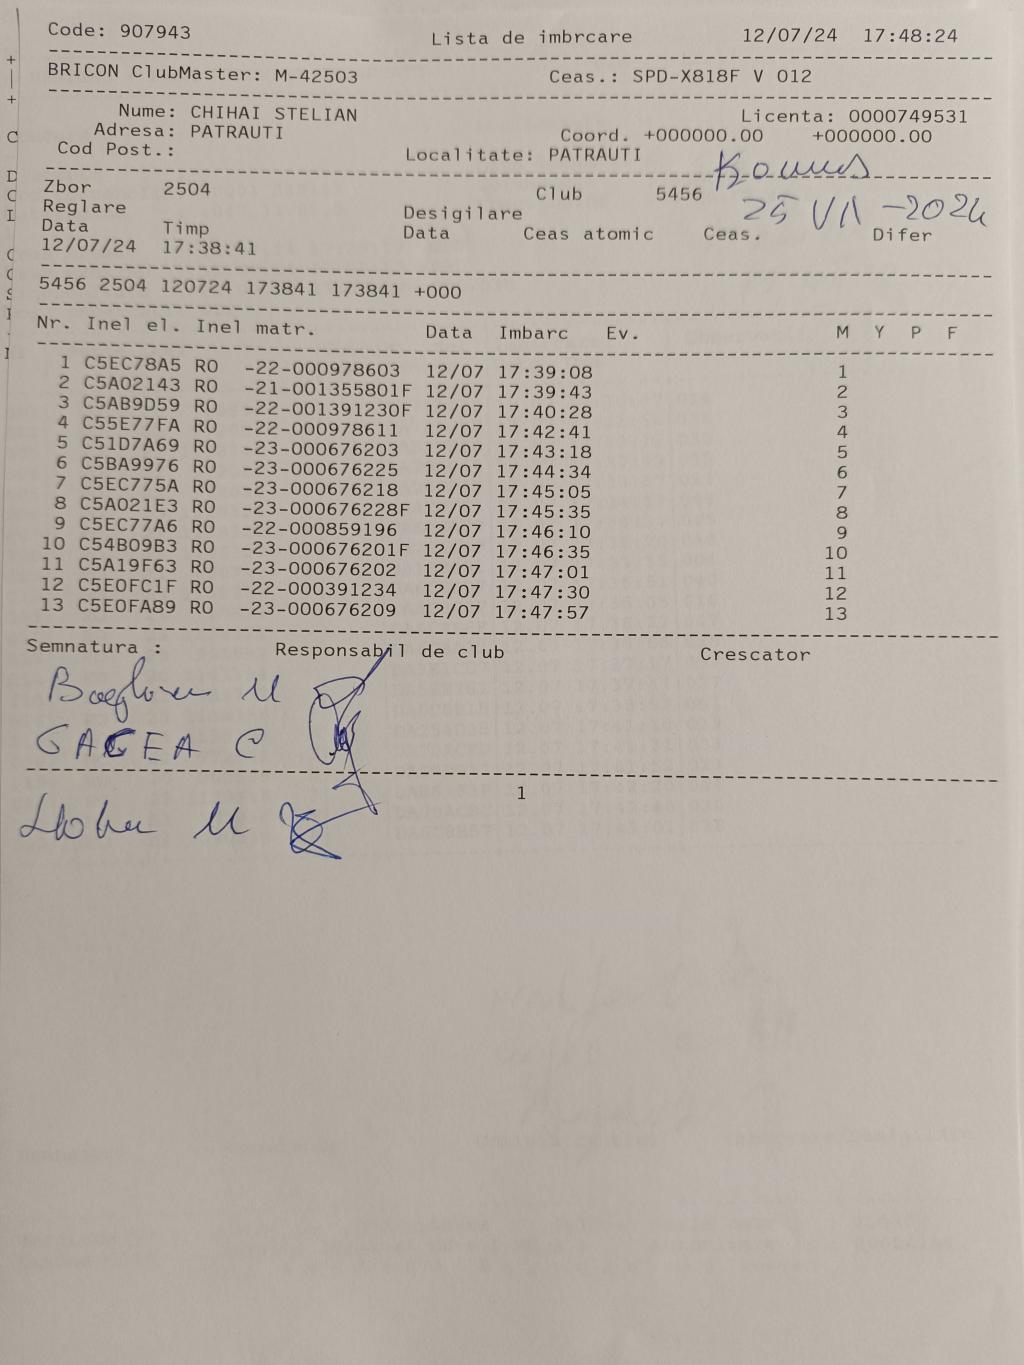 Code: 907943 Lista de imbrcare 12/07/24 17:48:24
BRICON ClubMaster: M-42503 Ceas.: SPD-X818F V 012
Nume: CHIHAI STELIAN Licenta: 0000749531
Adresa: PATRAUTI Coord. +000000.00 +000000.00
Cod Post.: Localitate: PATRAUTI
Zbor 2504 Club 5456
Reglare Desigilare 25 VII -2024
Data Timp Data Ceas atomic Ceas. Difer
12/07/24 17:38:41
5456 2504 120724 173841 173841 +000
Nr. Inel el. Inel matr. Data Imbarc Ev. M Y P F
1 C5EC78A5 RO -22-000978603 12/07 17:39:08 1
2 C5A02143 RO -21-001355801F 12/07 17:39:43 2
3 C5AB9D59 RO -22-001391230F 12/07 17:40:28 3
4 C55E77FA RO -22-000978611 12/07 17:42:41 4
5 C51D7A69 RO -23-000676203 12/07 17:43:18 5
6 C5BA9976 RO -23-000676225 12/07 17:44:34 6
7 C5EC775A RO -23-000676218 12/07 17:45:05 7
8 C5A021E3 RO -23-000676228F 12/07 17:45:35 8
9 C5EC77A6 RO -22-000859196 12/07 17:46:10 9
10 C54B09B3 RO -23-000676201F 12/07 17:46:35 10
11 C5A19F63 RO -23-000676202 12/07 17:47:01 11
12 C5E0FC1F RO -22-000391234 12/07 17:47:30 12
13 C5E0FA89 RO -23-000676209 12/07 17:47:57 13
Semnatura : Responsabil de club Crescator
GAGEA C
1